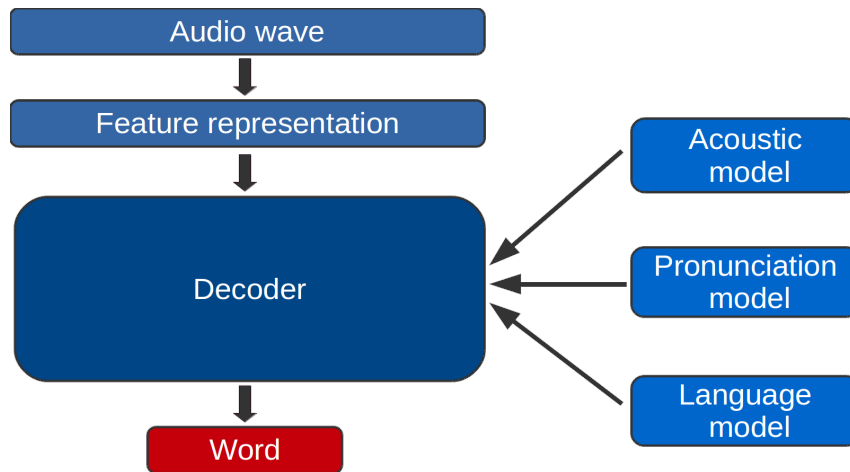 Audio wave
Feature representation
Acoustic
model
Pronunciation
model
Decoder
Language
model
Word